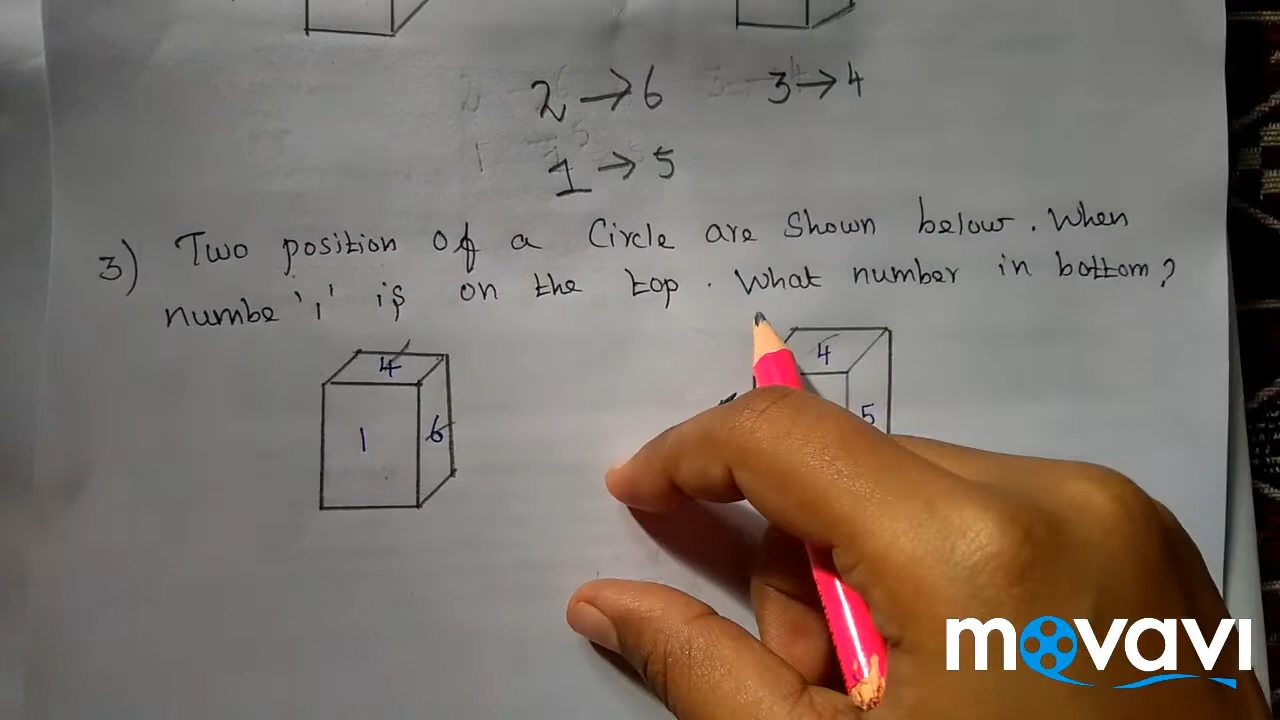 2 → 6 3 → 4
1 → 5
3) Two position of a Circle are Shown below. When
numbe '1' is on the top. What number in bottom?
4 4
1 6 5
movavi